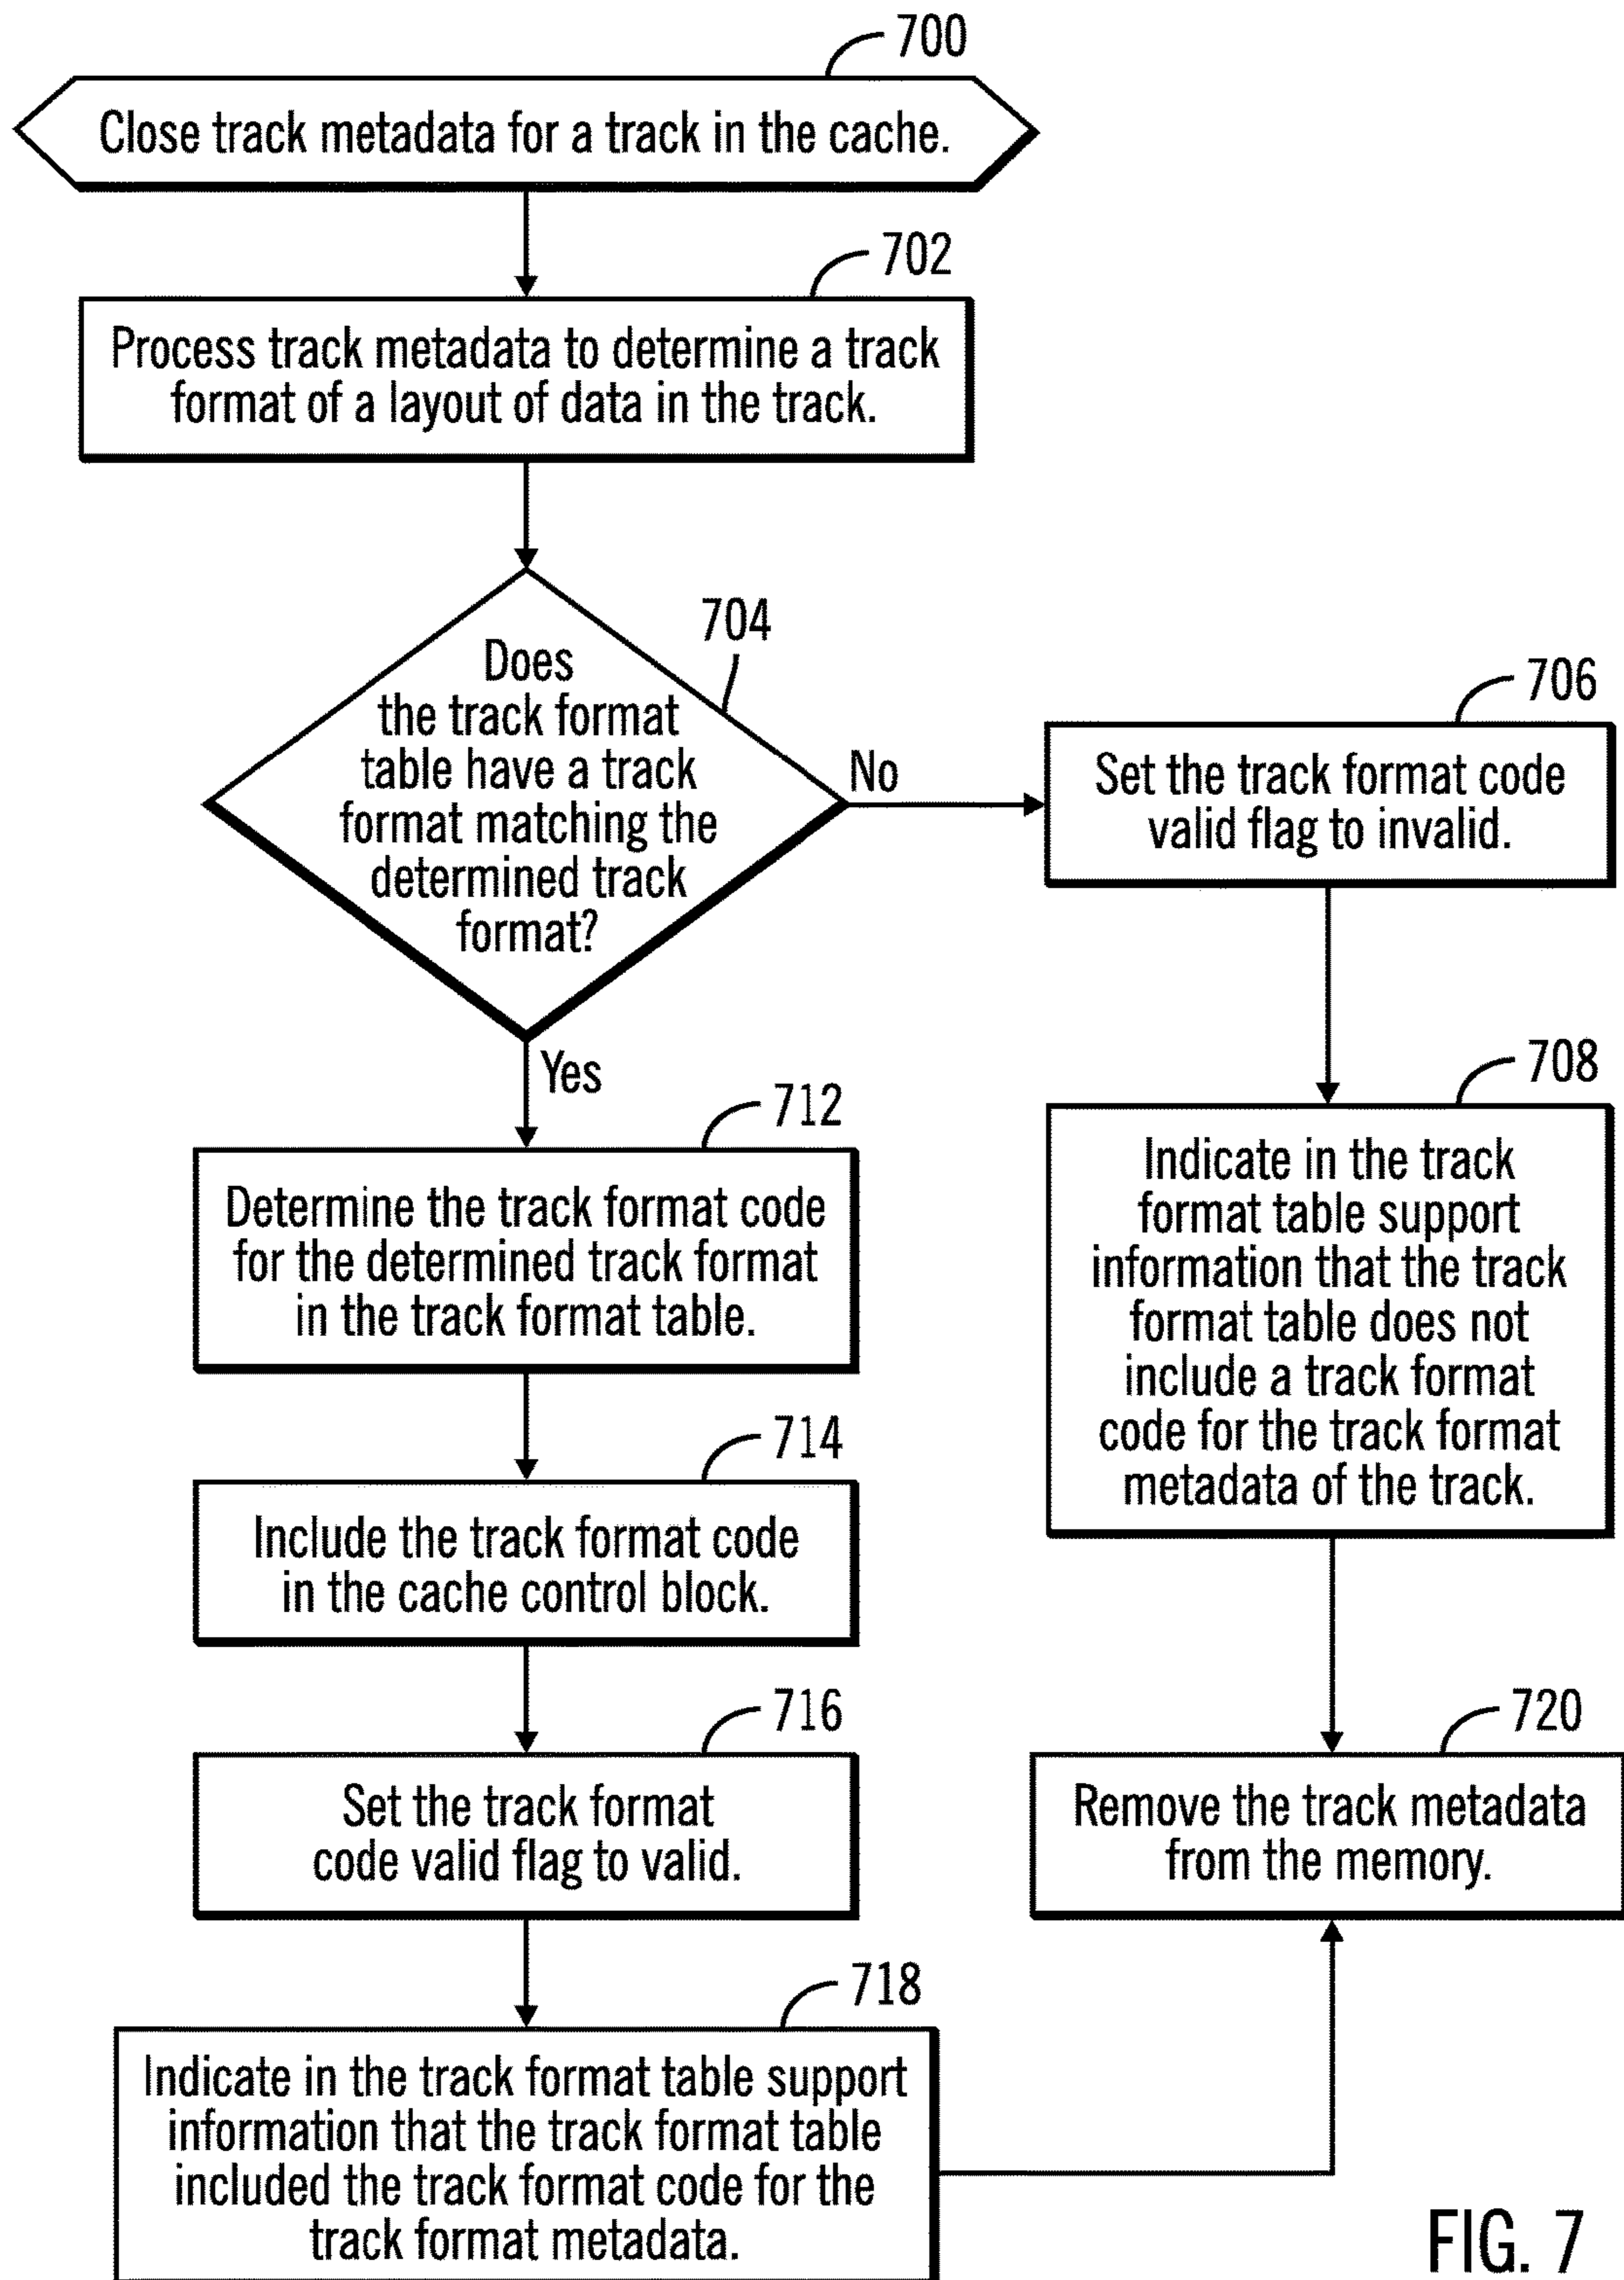 700
Close track metadata for a track in the cache.
702
Process track metadata to determine a track
format of a layout of data in the track.
704
Does
the track format
table have a track
format matching the
determined track
format?
No
706
Set the track format code
valid flag to invalid.
708
Indicate in the track
format table support
information that the track
format table does not
include a track format
code for the track format
metadata of the track.
Yes
712
Determine the track format code
for the determined track format
in the track format table.
714
Include the track format code
in the cache control block.
716
Set the track format
code valid flag to valid.
718
Indicate in the track format table support
information that the track format table
included the track format code for the
track format metadata.
720
Remove the track metadata
from the memory.
FIG. 7